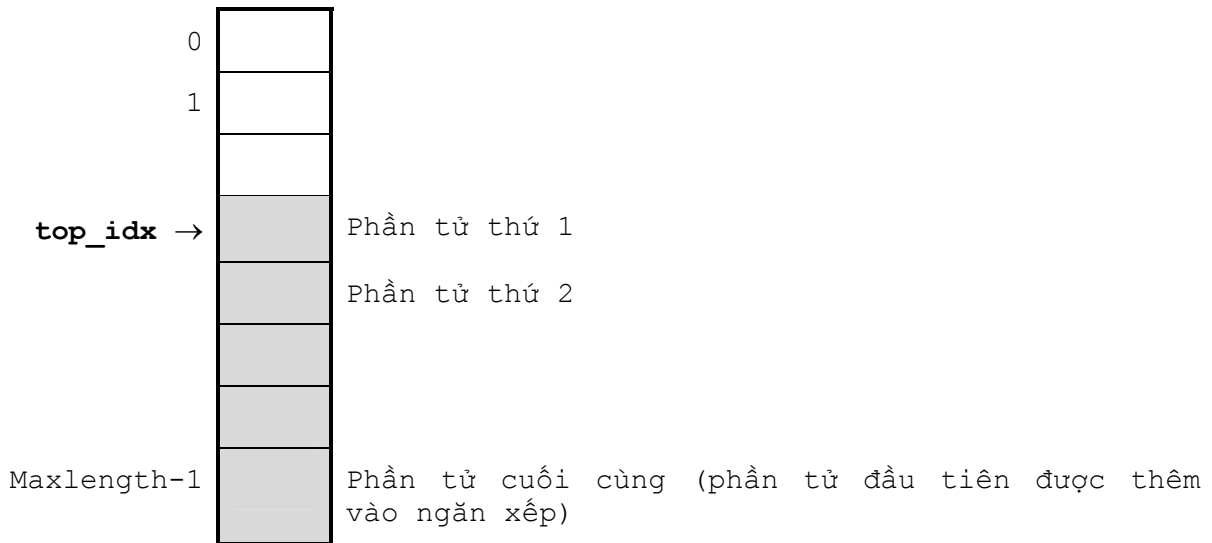 0
1
top_idx → Phần tử thứ 1
Phần tử thứ 2
Maxlength-1 Phần tử cuối cùng (phần tử đầu tiên được thêm
vào ngăn xếp)